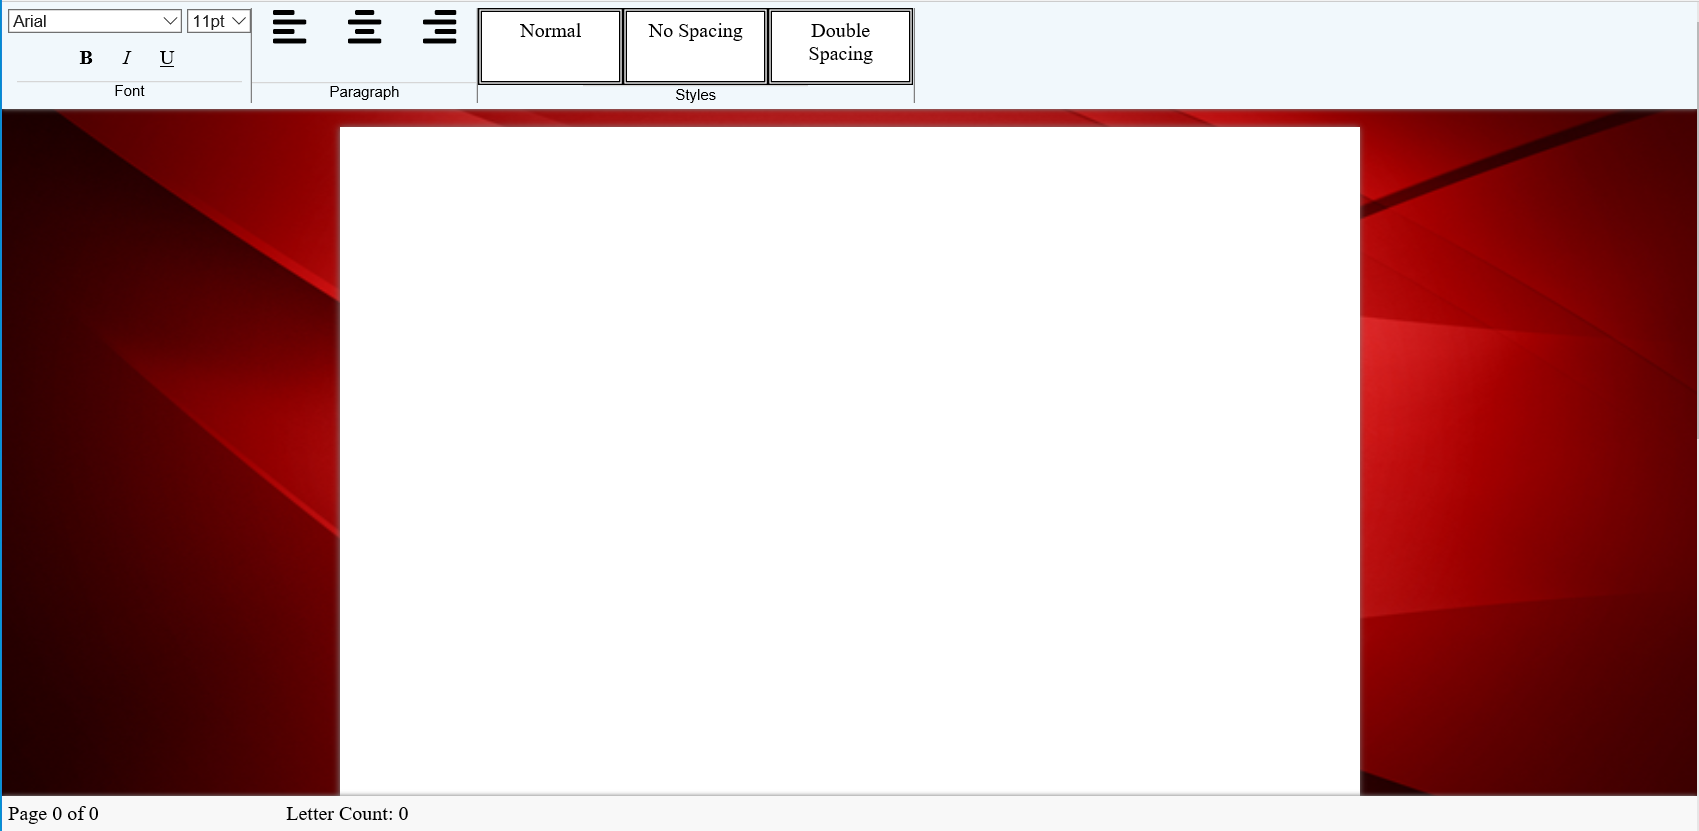 Arial 11pt
B I U
Font
Paragraph
Normal
No Spacing
Double
Spacing
Styles
Page 0 of 0
Letter Count: 0